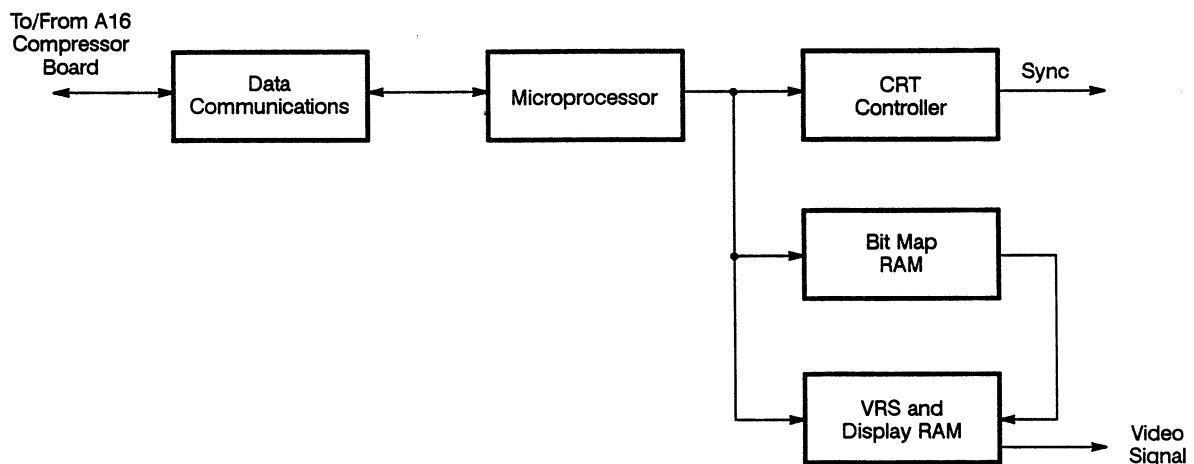 To/From A16
Compressor
Board
Data
Communications
Microprocessor
CRT
Controller
Sync
Bit Map
RAM
VRS and
Display RAM
Video
Signal